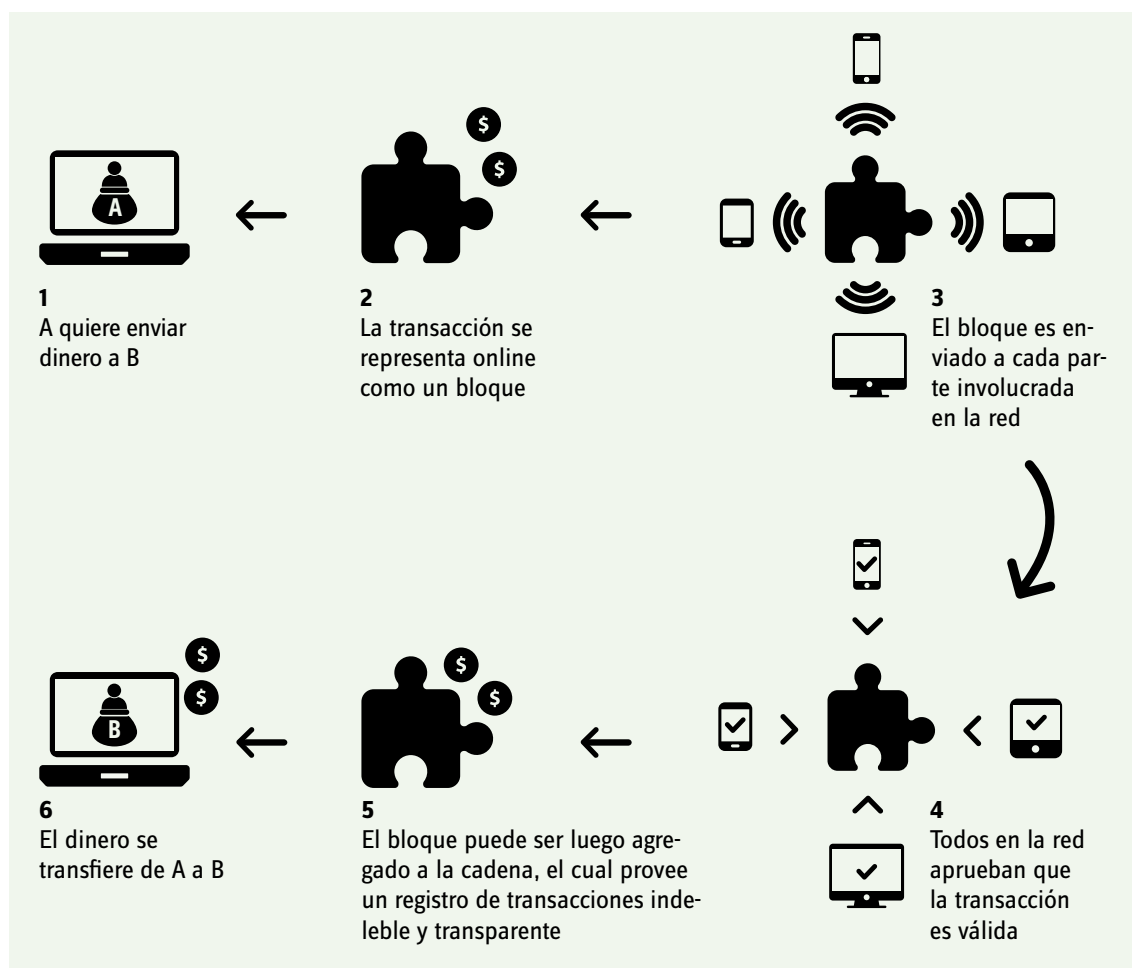 $
$
A
1
A quiere enviar
dinero a B
2
La transacción se
representa online
como un bloque
3
El bloque es en-
viado a cada par-
te involucrada
en la red
4
Todos en la red
aprueban que
la transacción
es válida
$
$
5
El bloque puede ser luego agre-
gado a la cadena, el cual provee
un registro de transacciones inde-
leble y transparente
$
$
B
6
El dinero se
transfiere de A a B